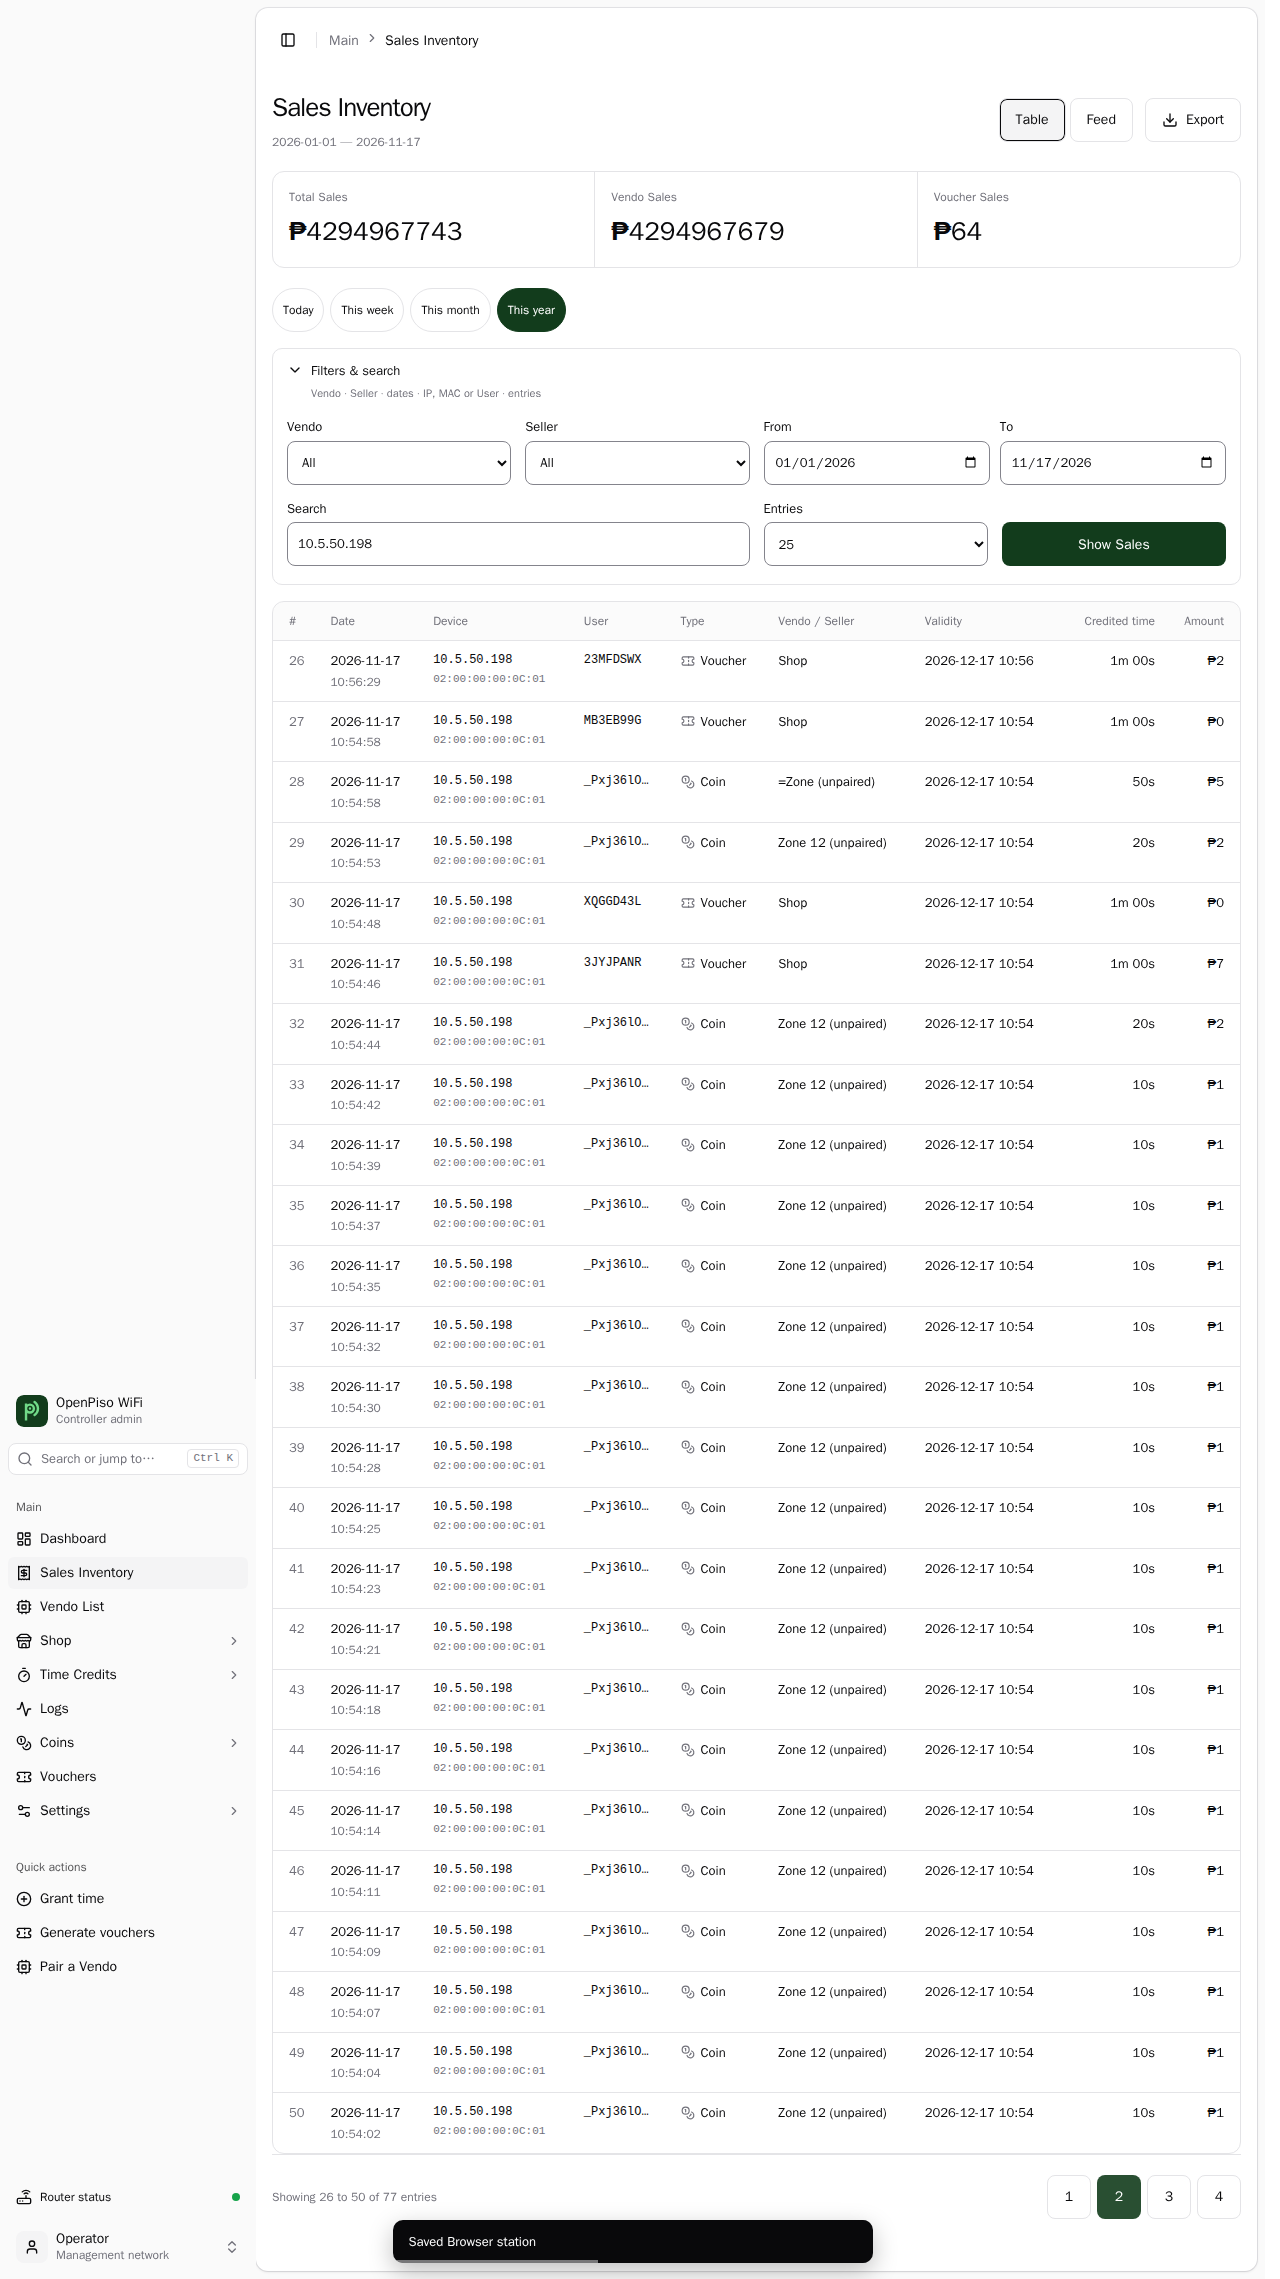 Main > Sales Inventory
Sales Inventory
2026-01-01 — 2026-11-17
Table Feed Export
Total Sales Vendo Sales Voucher Sales
₱4294967743 ₱4294967679 ₱64
Today This week This month This year
Filters & search
Vendo · Seller · dates · IP, MAC or User · entries
Vendo Seller From To
All All 01/01/2026 11/17/2026
Search Entries
10.5.50.198 25 Show Sales
# Date Device User Type Vendo / Seller Validity Credited time Amount
26 2026-11-17 10.5.50.198 23MFDSWX Voucher Shop 2026-12-17 10:56 1m 00s ₱2
10:56:29 02:00:00:00:0C:01
27 2026-11-17 10.5.50.198 MB3EB99G Voucher Shop 2026-12-17 10:54 1m 00s ₱0
10:54:58 02:00:00:00:0C:01
28 2026-11-17 10.5.50.198 _Pxj36lO… Coin =Zone (unpaired) 2026-12-17 10:54 50s ₱5
10:54:58 02:00:00:00:0C:01
29 2026-11-17 10.5.50.198 _Pxj36lO… Coin Zone 12 (unpaired) 2026-12-17 10:54 20s ₱2
10:54:53 02:00:00:00:0C:01
30 2026-11-17 10.5.50.198 XQGGD43L Voucher Shop 2026-12-17 10:54 1m 00s ₱0
10:54:48 02:00:00:00:0C:01
31 2026-11-17 10.5.50.198 3JYJPANR Voucher Shop 2026-12-17 10:54 1m 00s ₱7
10:54:46 02:00:00:00:0C:01
32 2026-11-17 10.5.50.198 _Pxj36lO… Coin Zone 12 (unpaired) 2026-12-17 10:54 20s ₱2
10:54:44 02:00:00:00:0C:01
33 2026-11-17 10.5.50.198 _Pxj36lO… Coin Zone 12 (unpaired) 2026-12-17 10:54 10s ₱1
10:54:42 02:00:00:00:0C:01
34 2026-11-17 10.5.50.198 _Pxj36lO… Coin Zone 12 (unpaired) 2026-12-17 10:54 10s ₱1
10:54:39 02:00:00:00:0C:01
35 2026-11-17 10.5.50.198 _Pxj36lO… Coin Zone 12 (unpaired) 2026-12-17 10:54 10s ₱1
10:54:37 02:00:00:00:0C:01
36 2026-11-17 10.5.50.198 _Pxj36lO… Coin Zone 12 (unpaired) 2026-12-17 10:54 10s ₱1
10:54:35 02:00:00:00:0C:01
37 2026-11-17 10.5.50.198 _Pxj36lO… Coin Zone 12 (unpaired) 2026-12-17 10:54 10s ₱1
10:54:32 02:00:00:00:0C:01
38 2026-11-17 10.5.50.198 _Pxj36lO… Coin Zone 12 (unpaired) 2026-12-17 10:54 10s ₱1
10:54:30 02:00:00:00:0C:01
39 2026-11-17 10.5.50.198 _Pxj36lO… Coin Zone 12 (unpaired) 2026-12-17 10:54 10s ₱1
10:54:28 02:00:00:00:0C:01
40 2026-11-17 10.5.50.198 _Pxj36lO… Coin Zone 12 (unpaired) 2026-12-17 10:54 10s ₱1
10:54:25 02:00:00:00:0C:01
41 2026-11-17 10.5.50.198 _Pxj36lO… Coin Zone 12 (unpaired) 2026-12-17 10:54 10s ₱1
10:54:23 02:00:00:00:0C:01
42 2026-11-17 10.5.50.198 _Pxj36lO… Coin Zone 12 (unpaired) 2026-12-17 10:54 10s ₱1
10:54:21 02:00:00:00:0C:01
43 2026-11-17 10.5.50.198 _Pxj36lO… Coin Zone 12 (unpaired) 2026-12-17 10:54 10s ₱1
10:54:18 02:00:00:00:0C:01
44 2026-11-17 10.5.50.198 _Pxj36lO… Coin Zone 12 (unpaired) 2026-12-17 10:54 10s ₱1
10:54:16 02:00:00:00:0C:01
45 2026-11-17 10.5.50.198 _Pxj36lO… Coin Zone 12 (unpaired) 2026-12-17 10:54 10s ₱1
10:54:14 02:00:00:00:0C:01
46 2026-11-17 10.5.50.198 _Pxj36lO… Coin Zone 12 (unpaired) 2026-12-17 10:54 10s ₱1
10:54:11 02:00:00:00:0C:01
47 2026-11-17 10.5.50.198 _Pxj36lO… Coin Zone 12 (unpaired) 2026-12-17 10:54 10s ₱1
10:54:09 02:00:00:00:0C:01
48 2026-11-17 10.5.50.198 _Pxj36lO… Coin Zone 12 (unpaired) 2026-12-17 10:54 10s ₱1
10:54:07 02:00:00:00:0C:01
49 2026-11-17 10.5.50.198 _Pxj36lO… Coin Zone 12 (unpaired) 2026-12-17 10:54 10s ₱1
10:54:04 02:00:00:00:0C:01
50 2026-11-17 10.5.50.198 _Pxj36lO… Coin Zone 12 (unpaired) 2026-12-17 10:54 10s ₱1
10:54:02 02:00:00:00:0C:01
Showing 26 to 50 of 77 entries 1 2 3 4
Saved Browser station
OpenPiso WiFi
Controller admin
Search or jump to… Ctrl K
Main
Dashboard
Sales Inventory
Vendo List
Shop
Time Credits
Logs
Coins
Vouchers
Settings
Quick actions
Grant time
Generate vouchers
Pair a Vendo
Router status
Operator
Management network